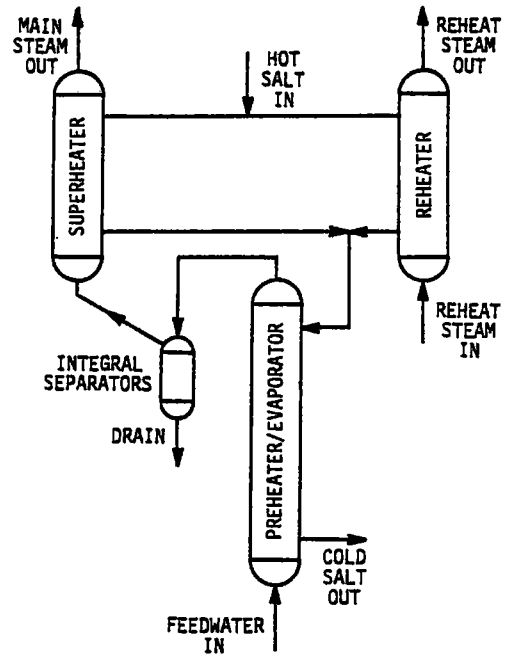 MAIN
STEAM
OUT
HOT
SALT
IN
REHEAT
STEAM
OUT
SUPERHEATER
REHEATER
REHEAT
STEAM
IN
INTEGRAL
SEPARATORS
DRAIN
PREHEATER/EVAPORATOR
COLD
SALT
OUT
FEEDWATER
IN